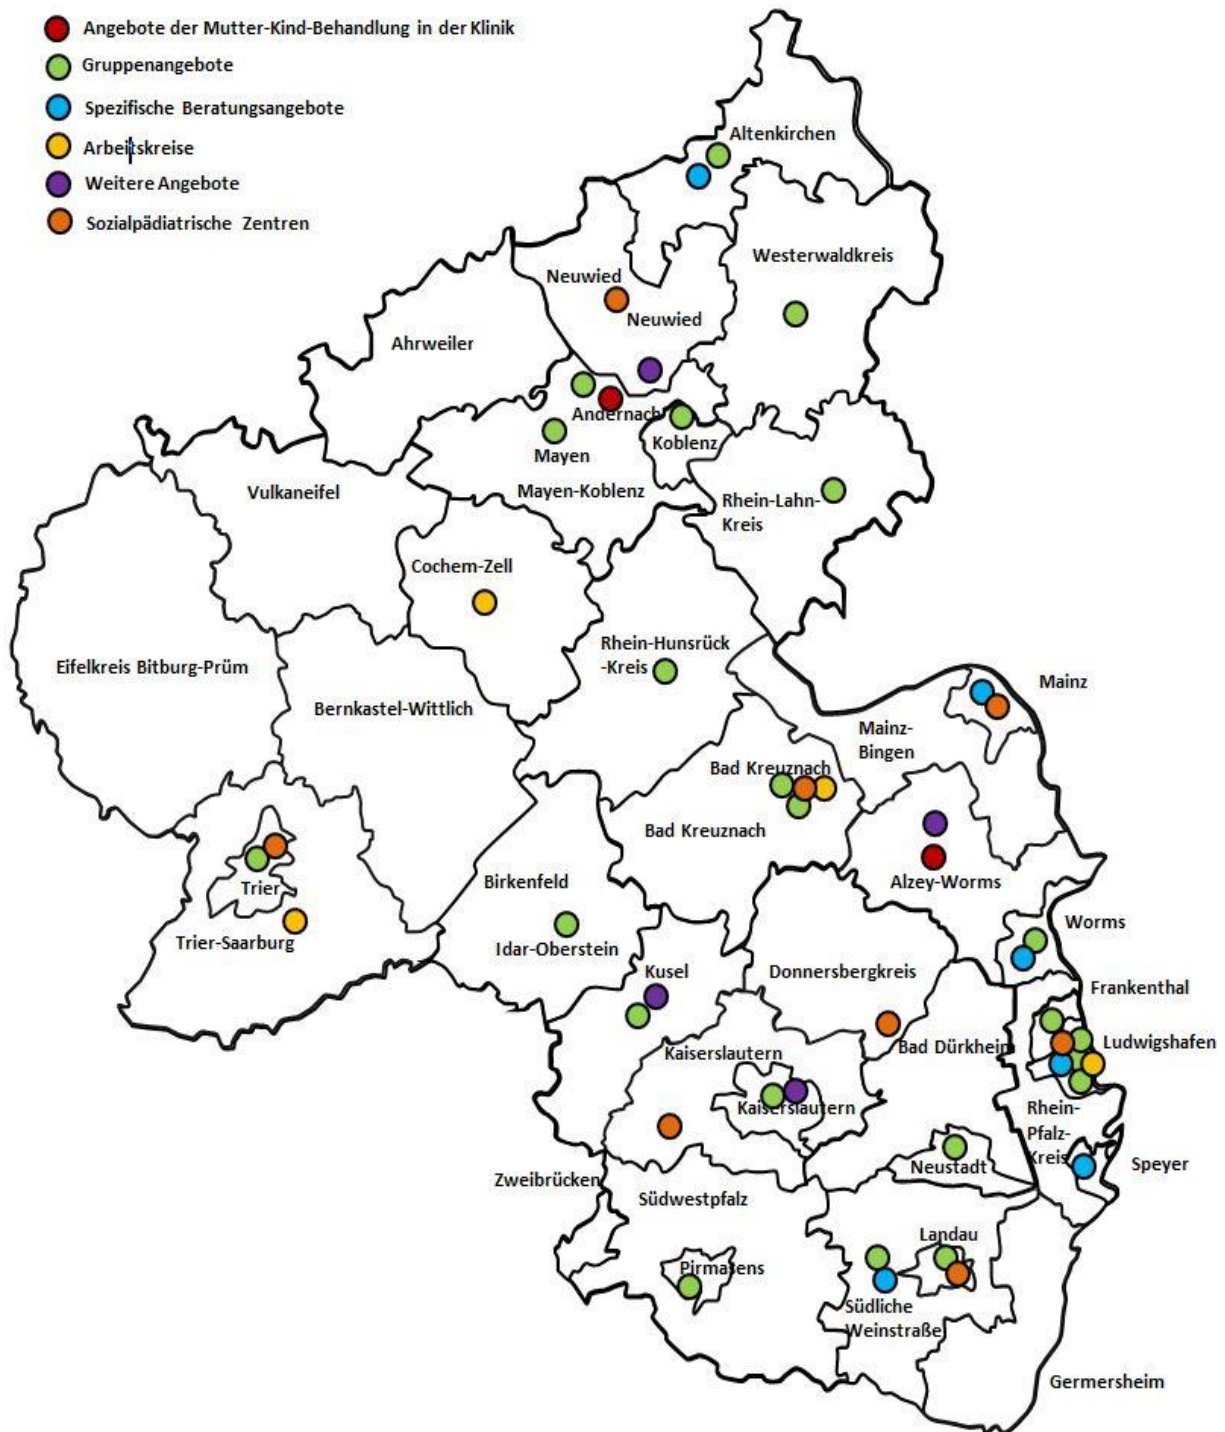 Angebote der Mutter-Kind-Behandlung in der Klinik
Gruppenangebote
Spezifische Beratungsangebote
Arbeitskreise
Weitere Angebote
Sozialpädiatrische Zentren
Altenkirchen
Westerwaldkreis
Neuwied
Neuwied
Ahrweiler
Andernach
Koblenz
Mayen
Mayen-Koblenz
Vulkaneifel
Rhein-Lahn-
Kreis
Cochem-Zell
Rhein-Hunsrück
-Kreis
Eifelkreis Bitburg-Prüm
Bernkastel-Wittlich
Mainz
Mainz-
Bingen
Bad Kreuznach
Bad Kreuznach
Birkenfeld
Idar-Oberstein
Trier
Trier-Saarburg
Alzey-Worms
Worms
Kusel
Donnersbergkreis
Frankenthal
Ludwigshafen
Kaiserslautern
Bad Dürkheim
Kaiserslautern
Rhein-
Pfalz-
Kreis
Speyer
Neustadt
Zweibrücken
Südwestpfalz
Pirmasens
Landau
Südliche
Weinstraße
Germersheim